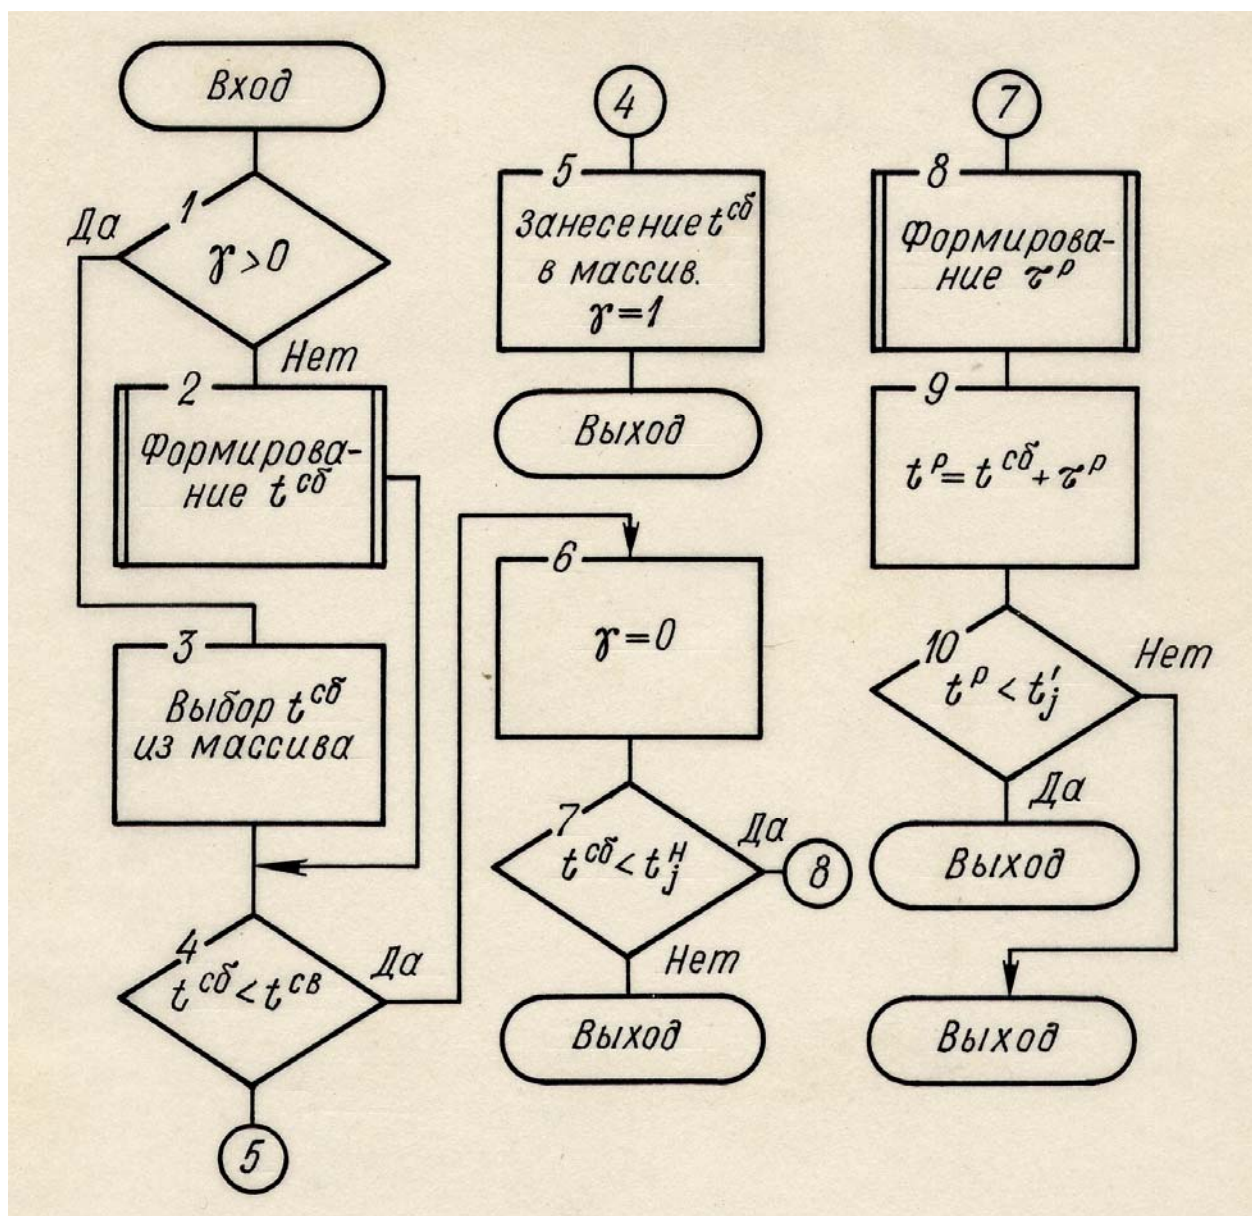 Вход
1
Да
γ>0
Нет
2
Формирова-
ние t^сб
3
Выбор t^сб
из массива
4
t^сб<t^св
Да
5
4
5
Занесение t^сб
в массив.
γ=1
Выход
6
γ=0
7
t^сб<t_j^н
Да
8
Нет
Выход
7
8
Формирова-
ние τ^р
9
t^р=t^сб+τ^р
10
t^р<t'_j
Нет
Да
Выход
Выход